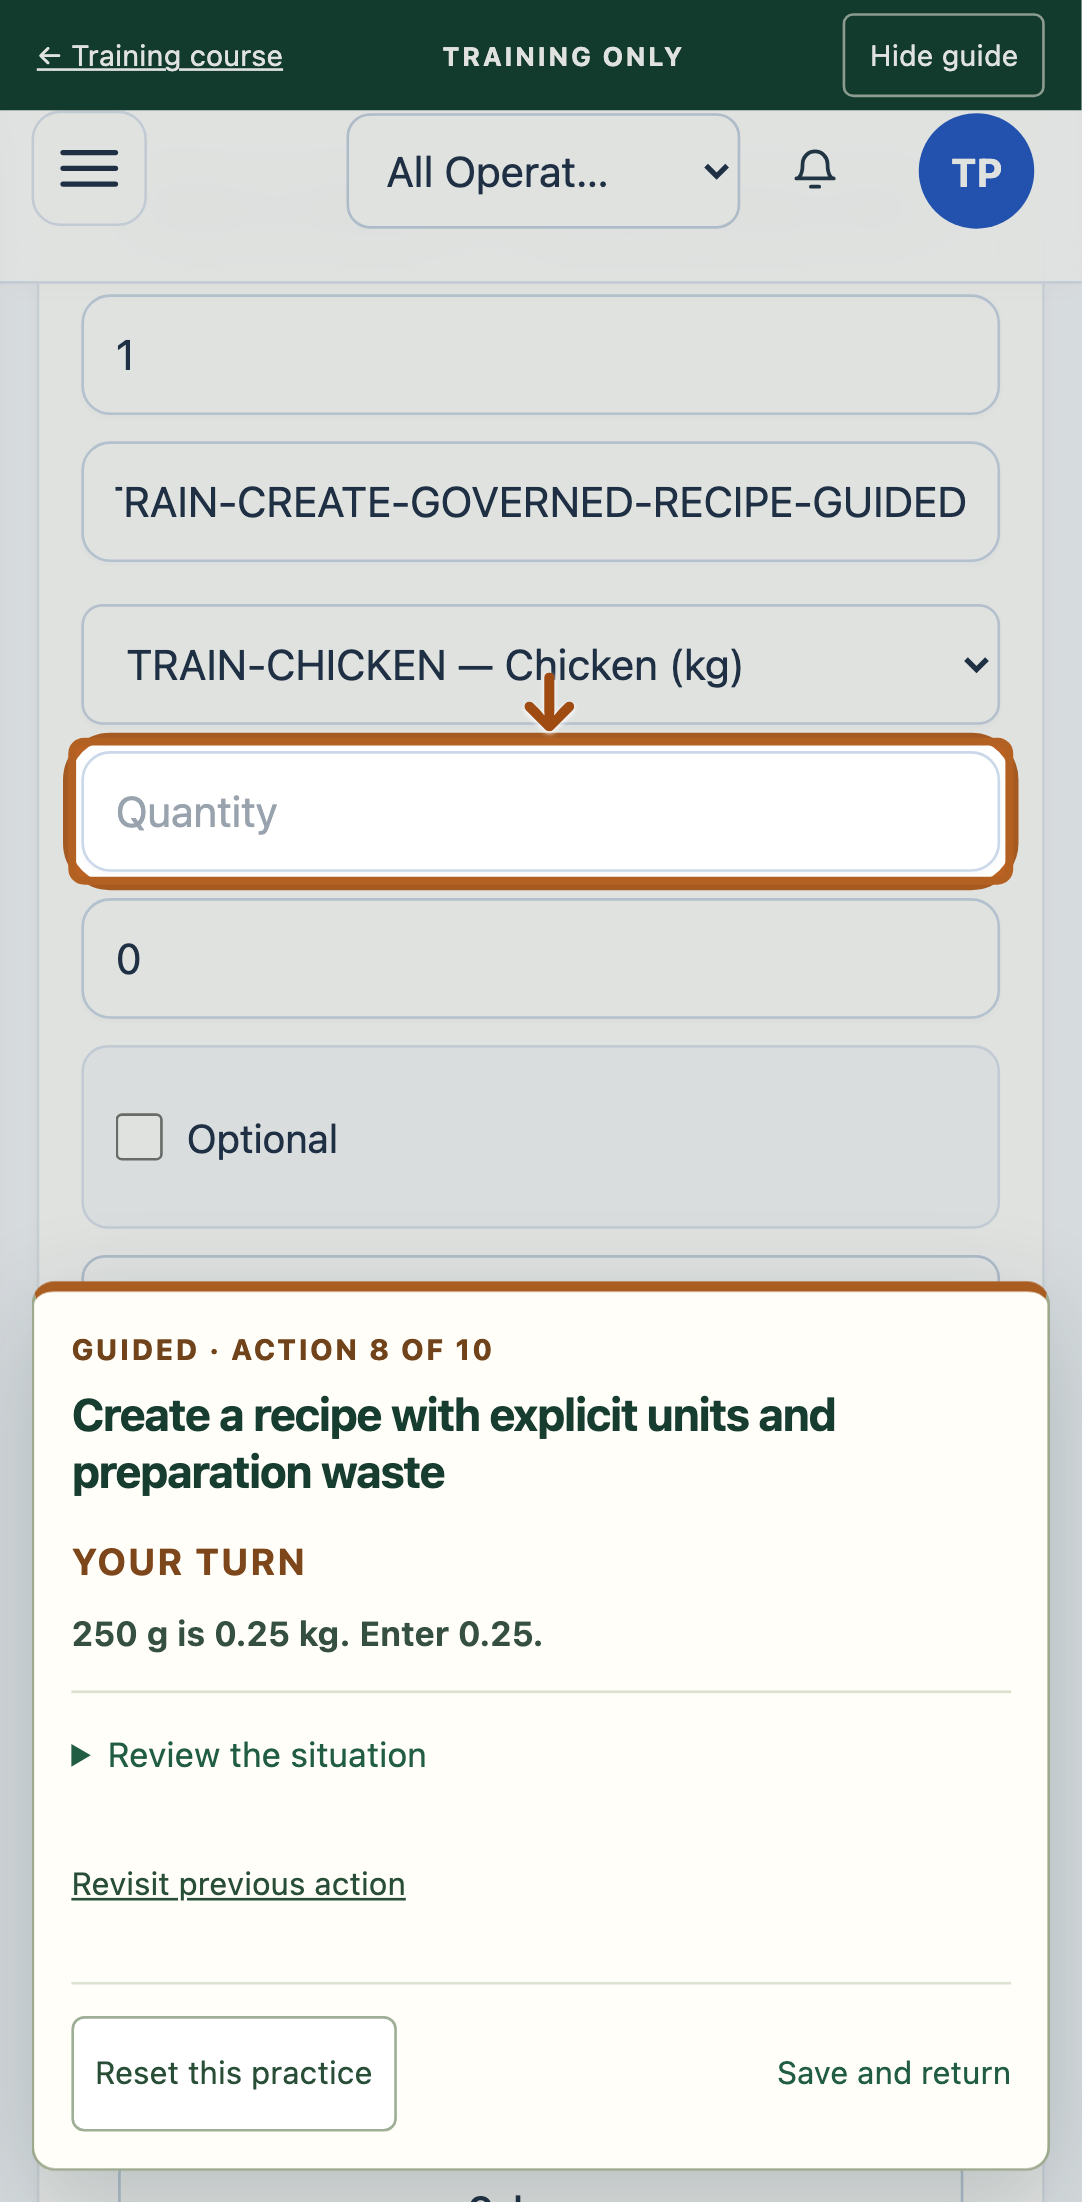 ← Training course
TRAINING ONLY
Hide guide
All Operat...
TP
1
TRAIN-CREATE-GOVERNED-RECIPE-GUIDED
TRAIN-CHICKEN — Chicken (kg)
Quantity
0
Optional
GUIDED · ACTION 8 OF 10
Create a recipe with explicit units and
preparation waste
YOUR TURN
250 g is 0.25 kg. Enter 0.25.
Review the situation
Revisit previous action
Reset this practice
Save and return